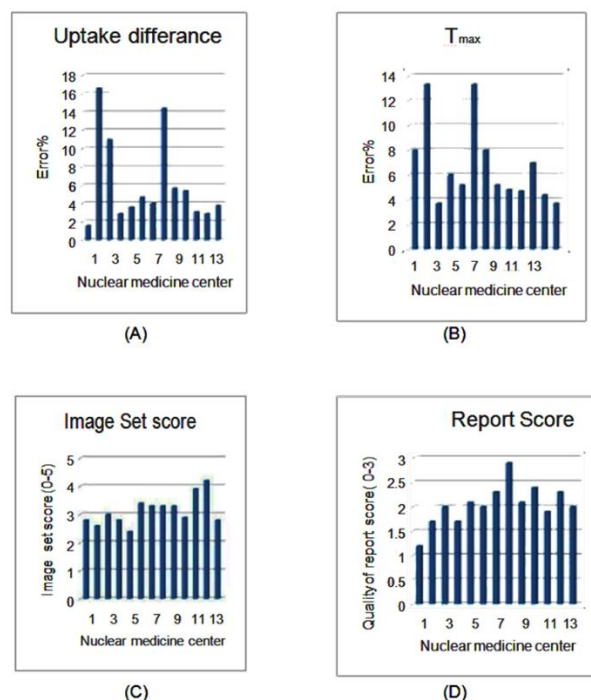 Uptake differance
18
16
14
12
10
8
6
4
2
0
Error%
1 3 5 7 9 11 13
Nuclear medicine center
(A)
Tmax
14
12
10
8
6
4
2
0
Error%
1 3 5 7 9 11 13
Nuclear medicine center
(B)
Image Set score
5
4
3
2
1
0
Image set score (0-5)
1 3 5 7 9 11 13
Nuclear medicine center
(C)
Report Score
3
2.5
2
1.5
1
0.5
0
Quality of report score( 0-3)
1 3 5 7 9 11 13
Nuclear medicine center
(D)